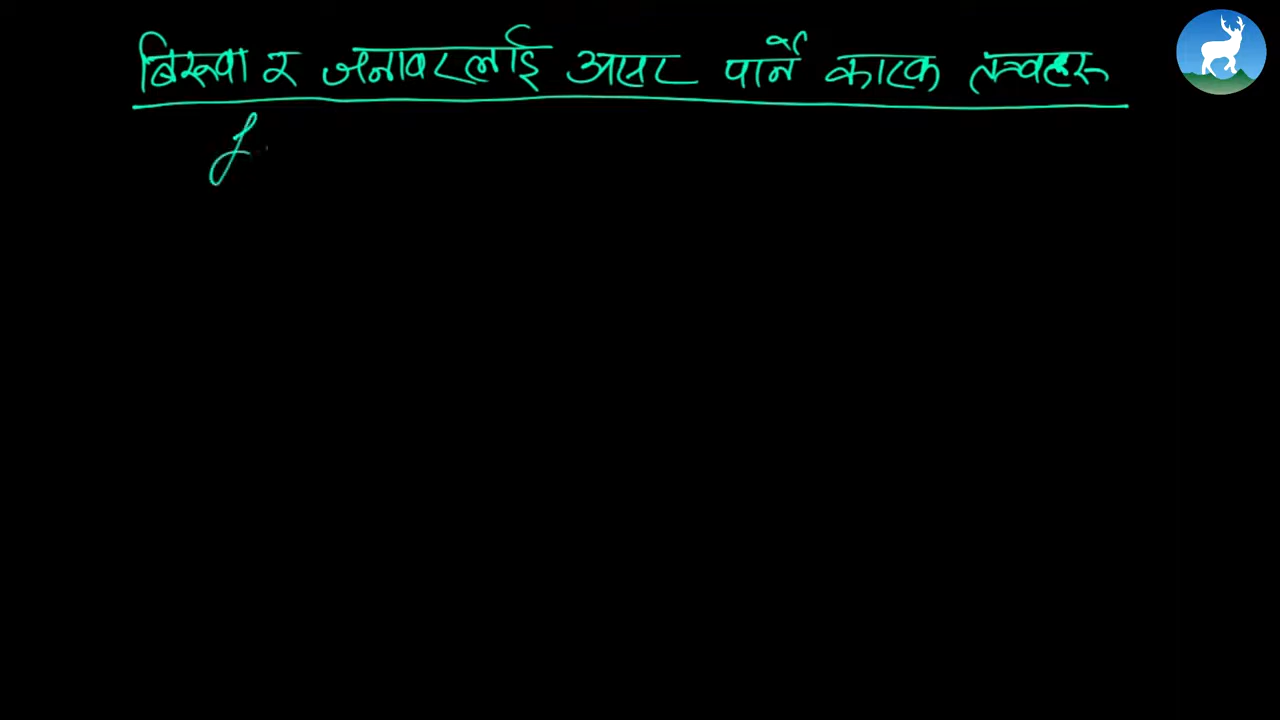 बिरूवा र जनावरलाई असर पार्ने कारक तत्त्वहरू